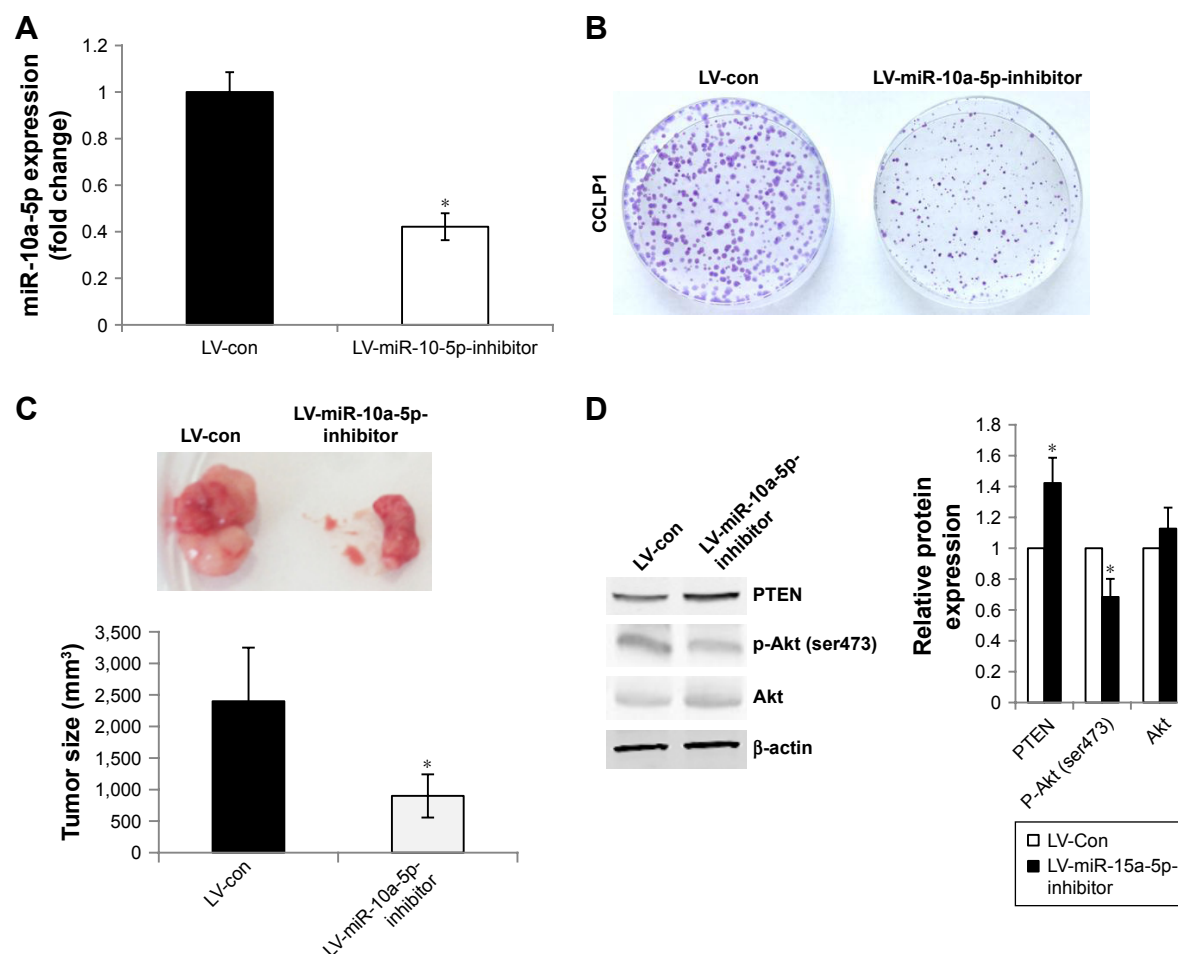 A
miR-10a-5p expression
(fold change)
1.2
1
0.8
0.6
0.4
0.2
0
*
LV-con
LV-miR-10-5p-inhibitor
B
LV-con
LV-miR-10a-5p-inhibitor
CCLP1
C
LV-con
LV-miR-10a-5p-
inhibitor
Tumor size (mm³)
3,500
3,000
2,500
2,000
1,500
1,000
500
0
*
LV-con
LV-miR-10a-5p-
inhibitor
D
LV-con
LV-miR-10a-5p-
inhibitor
PTEN
p-Akt (ser473)
Akt
β-actin
Relative protein
expression
1.8
1.6
1.4
1.2
1
0.8
0.6
0.4
0.2
0
*
*
PTEN
P-Akt (ser473)
Akt
LV-Con
LV-miR-15a-5p-
inhibitor